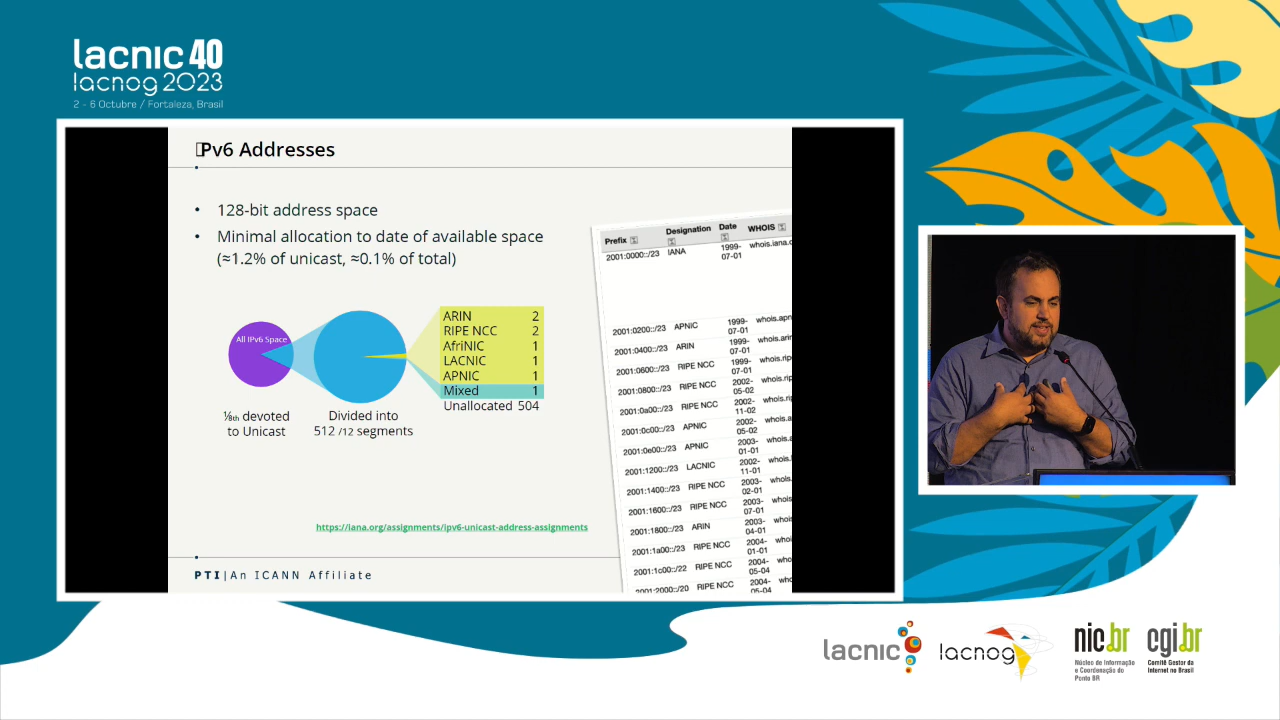 lacnic 40
lacnog 2023
2 - 6 Octubre / Fortaleza, Brasil
Pv6 Addresses
• 128-bit address space
• Minimal allocation to date of available space
(≈1.2% of unicast, ≈0.1% of total)
All IPv6 Space
⅛th devoted
to Unicast
Divided into
512 /12 segments
ARIN 2
RIPE NCC 2
AfriNIC 1
LACNIC 1
APNIC 1
Mixed 1
Unallocated 504
https://iana.org/assignments/ipv6-unicast-address-assignments
PTI | An ICANN Affiliate
Prefix Designation Date WHOIS
2001:0000::/23 IANA 1999-
07-01
whois.iana.
2001:0200::/23 APNIC 1999-
07-01
whois.apn
2001:0400::/23 ARIN 1999-
07-01
whois.arin
2001:0600::/23 RIPE NCC 1999-
07-01
whois.ripe
2001:0800::/23 RIPE NCC 2002-
05-02
whois.rip
2001:0a00::/23 RIPE NCC 2002-
11-02
whois.rip
2001:0c00::/23 APNIC 2002-
05-01
whois.a
2001:0e00::/23 APNIC 2003-
01-01
whois.a
2001:1200::/23 LACNIC 2002-
11-01
whois.l
2001:1400::/23 RIPE NCC 2003-
02-01
whois.
2001:1600::/23 RIPE NCC 2003-
07-01
whois.
2001:1800::/23 ARIN 2003-
04-01
whois
2001:1a00::/23 RIPE NCC 2004-
01-01
whois
2001:1c00::/22 RIPE NCC 2004-
05-04
whoi
2001:2000::/20 RIPE NCC 2004-
05-04
whoi
lacnic
lacnog
nic.br
Núcleo de Informação
e Coordenação do
Ponto BR
cgi.br
Comitê Gestor da
Internet no Brasil